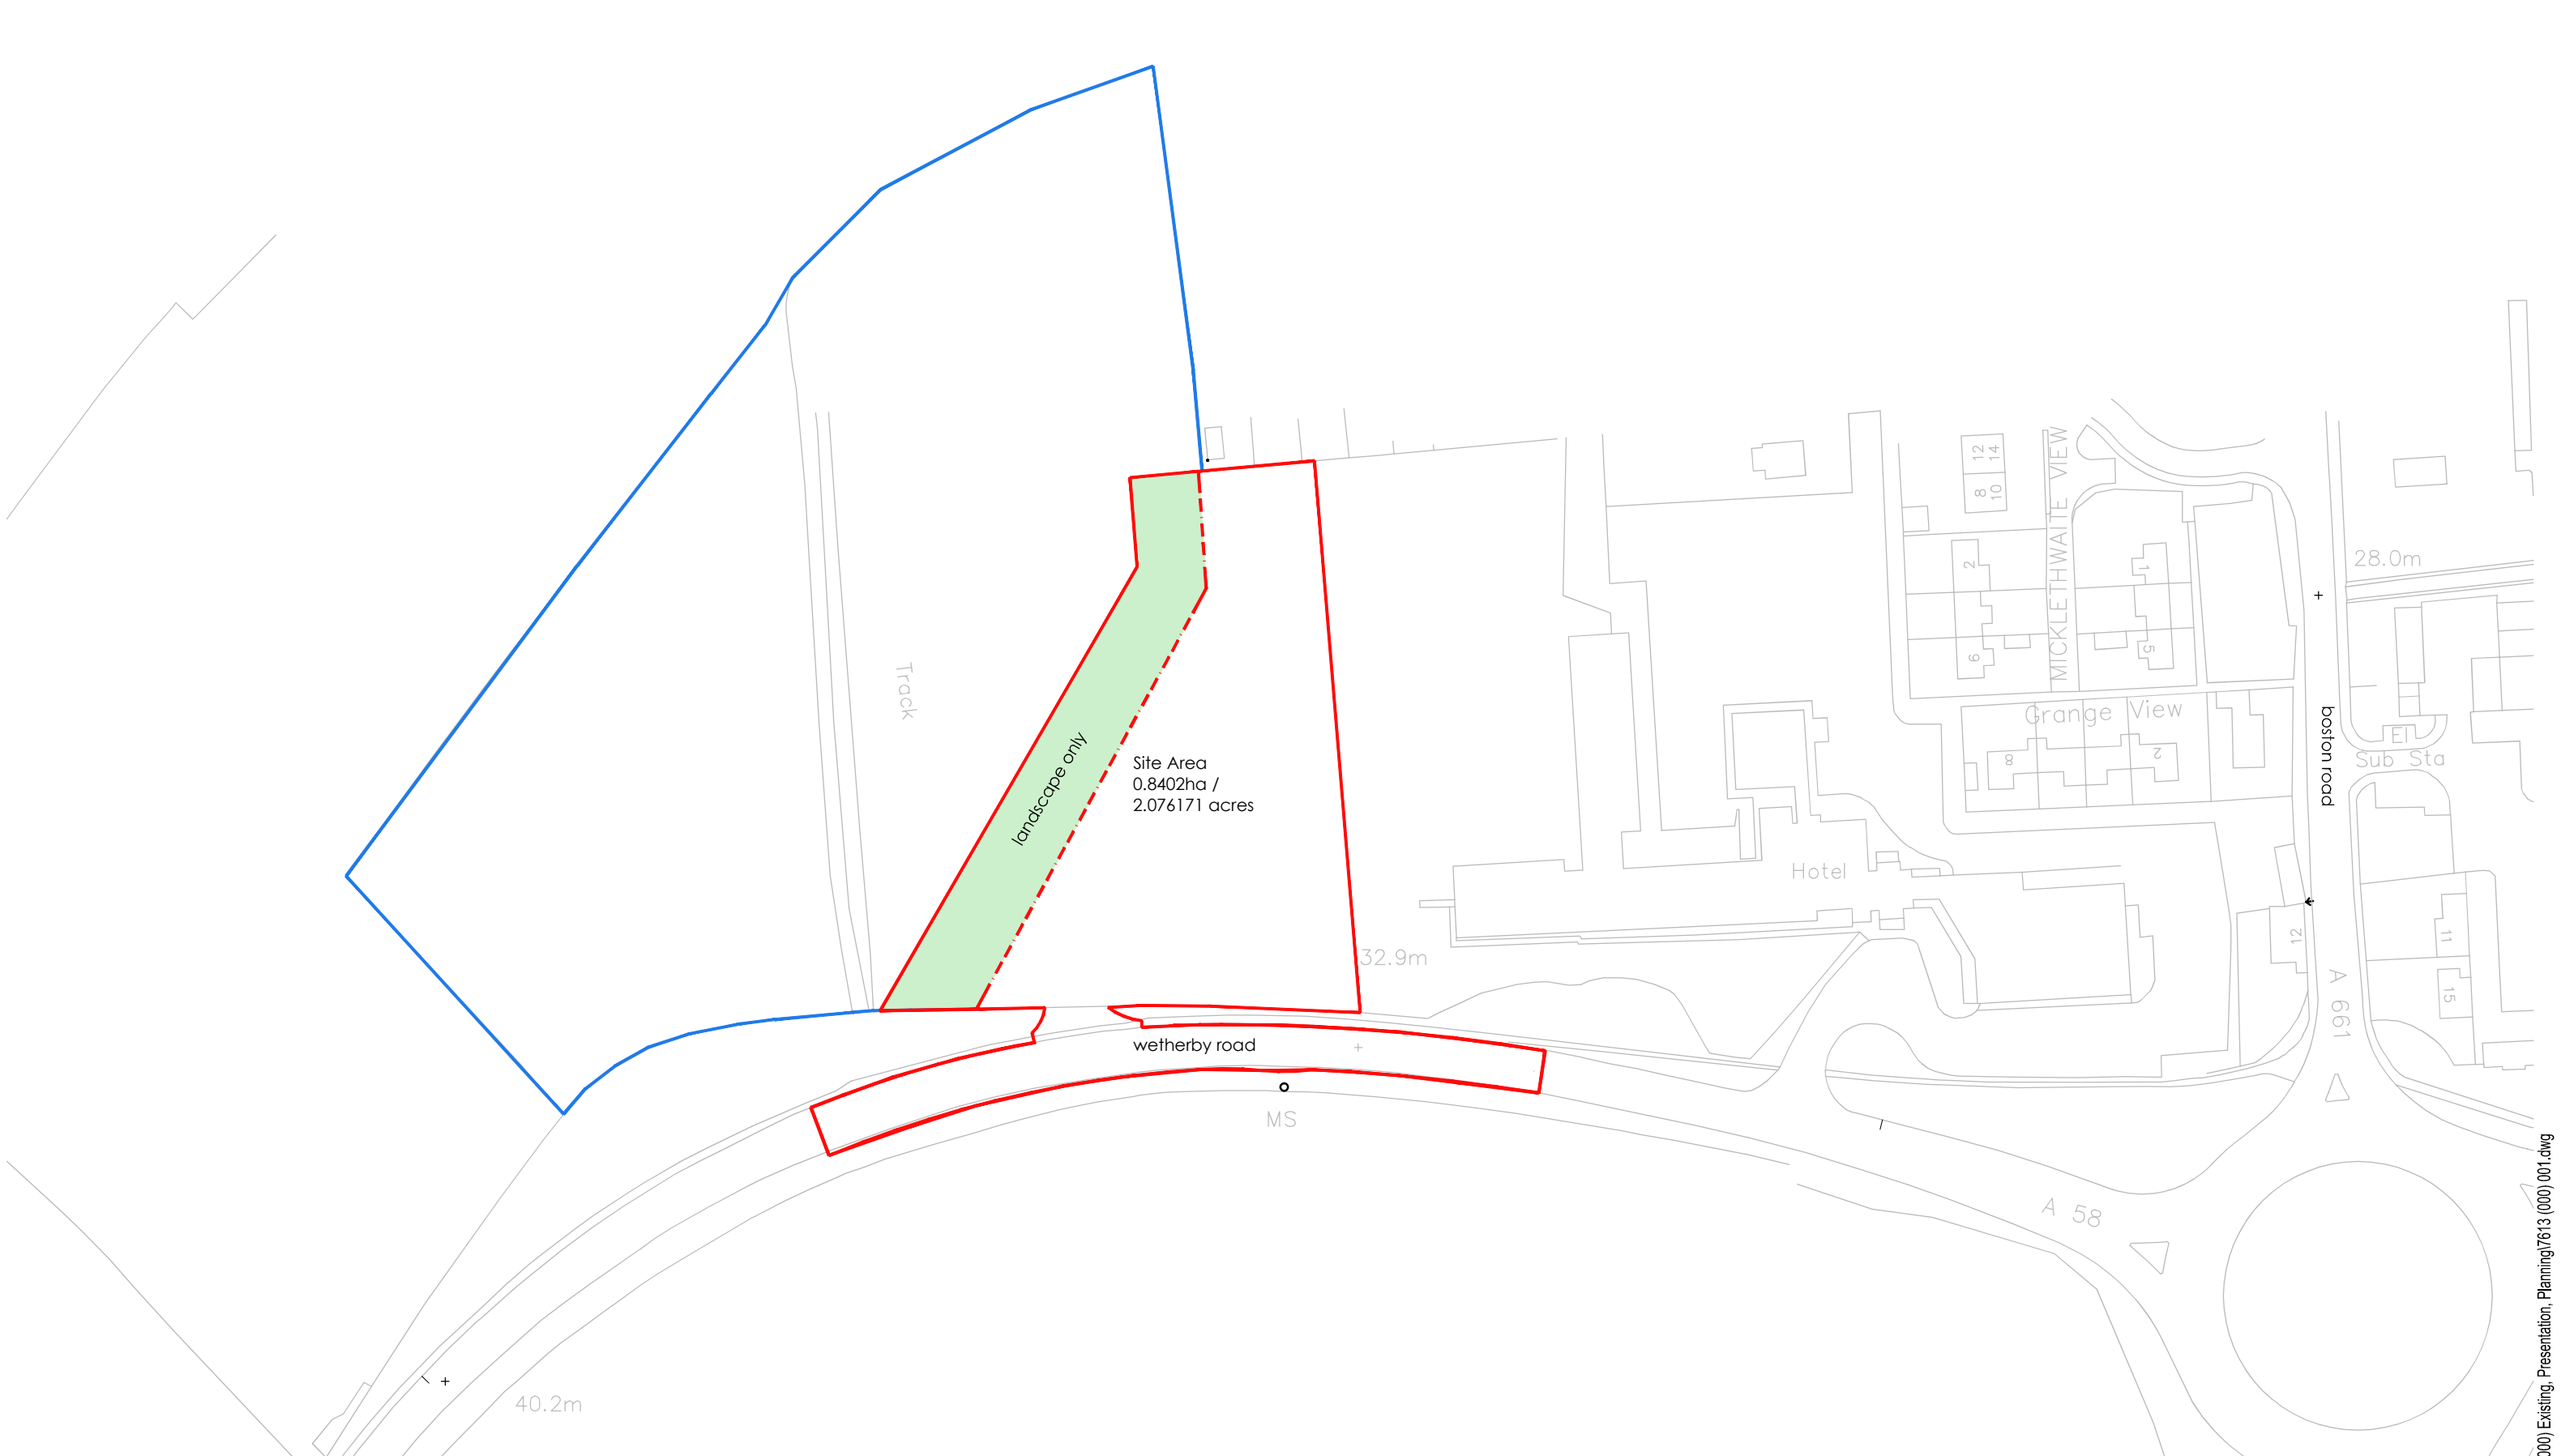 12
14
8
10
MICKLETHWAITE VIEW
2
1
28.0m
6
5
Track
Grange View
boston road
El
Sub Sta
8
2
landscape only
Site Area
0.8402ha /
2.076171 acres
Hotel
12
11
32.9m
15
A 661
wetherby road
MS
A 58
40.2m
00) Existing, Presentation, Planning\7613 (000) 001.dwg